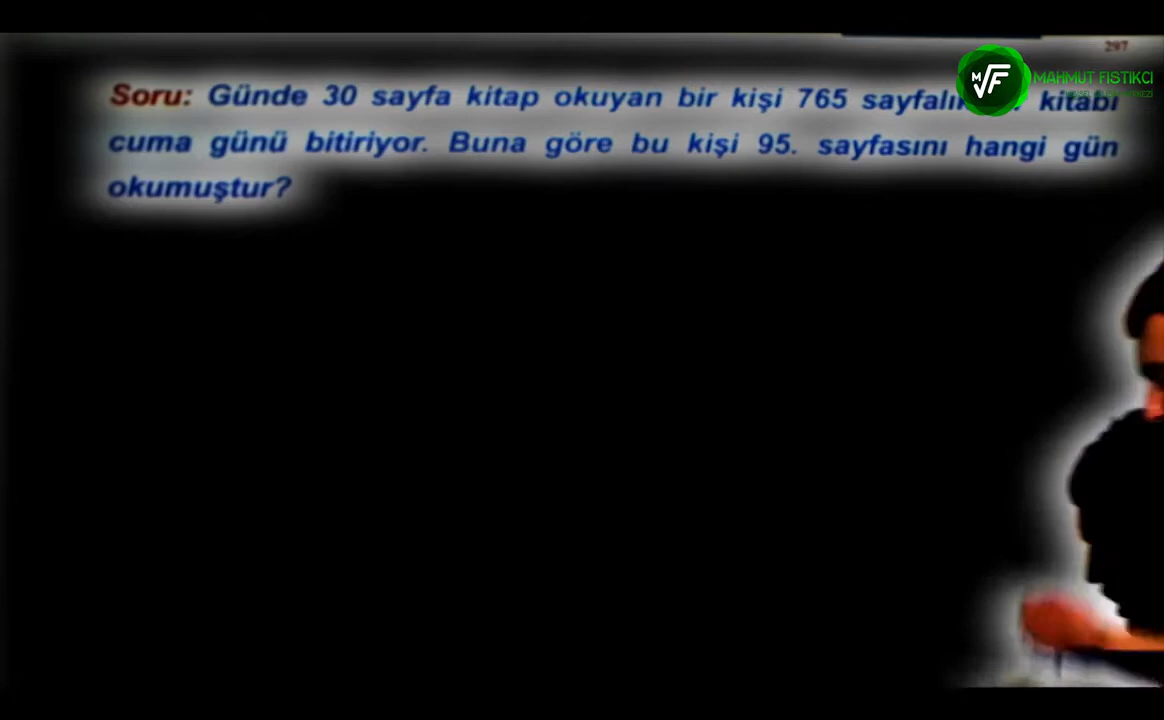 297
MAHMUT FISTIKCI
Soru: Günde 30 sayfa kitap okuyan bir kişi 765 kitabı
cuma günü bitiriyor. Buna göre bu kişi 95. sayfasını hangi gün
okumuştur?